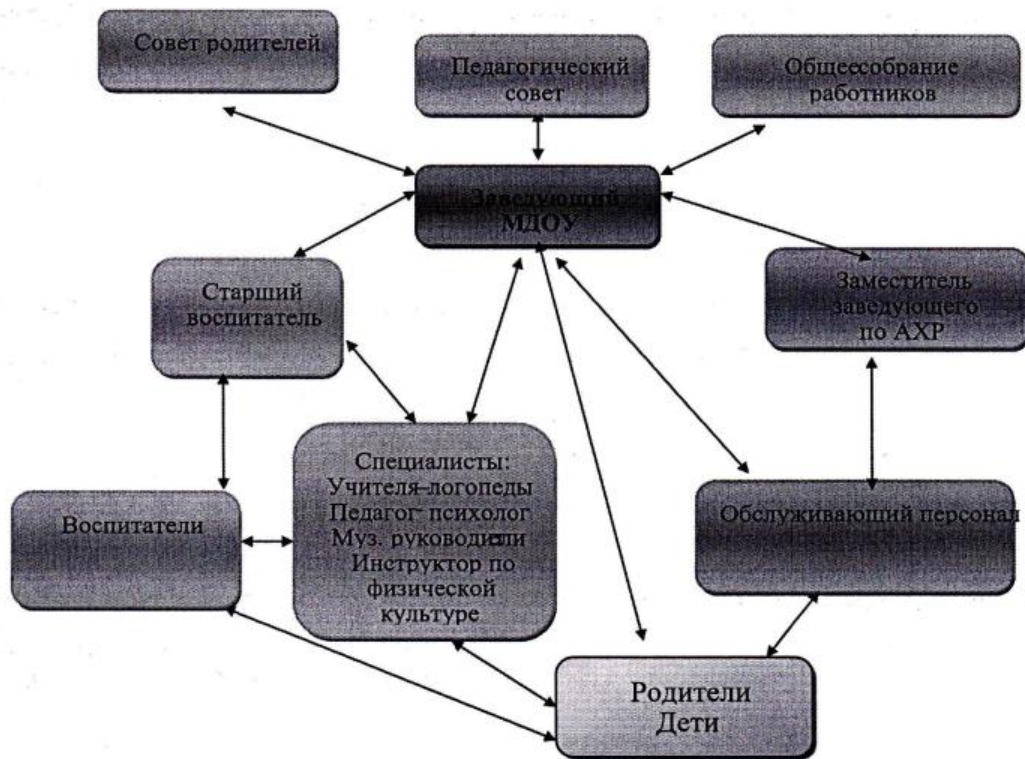 Совет родителей
Педагогический
совет
Общеесобрание
работников
Заведующий
МДОУ
Старший
воспитатель
Заместитель
заведующего
по АХР
Специалисты:
Учителя-логопеды
Педагог- психолог
Муз. руководители
Инструктор по
физической
культуре
Воспитатели
Обслуживающий персонал
Родители
Дети